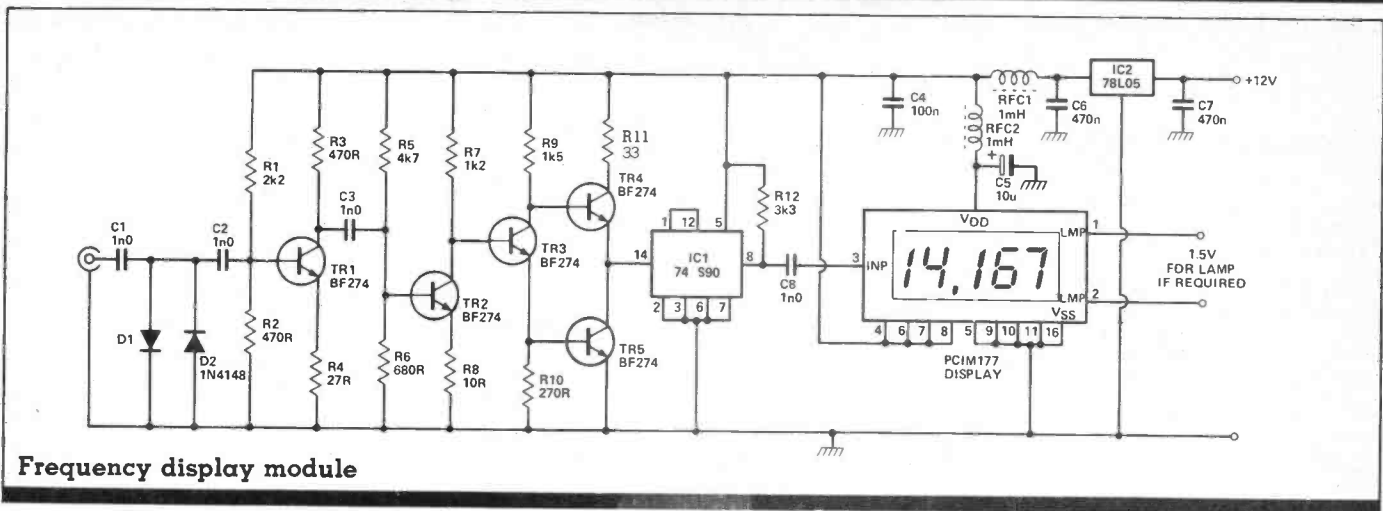 IC2
78L05
+12V
C4
100n
RFC1
1mH
C6
470n
C7
470n
RFC2
1mH
+
C5
10u
R1
2k2
R3
470R
R5
4k7
R7
1k2
R9
1k5
R11
33
TR4
BF274
C3
1n0
C1
1n0
C2
1n0
TR1
BF274
TR2
BF274
TR3
BF274
TR5
BF274
R12
3k3
1 12 5
14
IC1
74 S90
8
2 3 6 7
C8
1n0
VDD
3
INP
14,167
LMP
1
LMP
2
VSS
1.5V
FOR LAMP
IF REQUIRED
4 6 7 8 5 9 10 11 16
PCIM177
DISPLAY
D1
D2
1N4148
R2
470R
R4
27R
R6
680R
R8
10R
R10
270R
Frequency display module